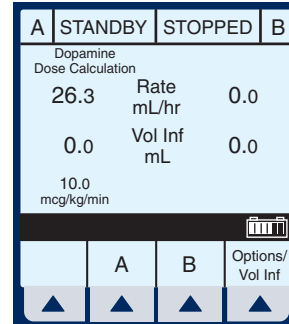 A STANDBY STOPPED B
Dopamine
Dose Calculation
26.3 Rate mL/hr 0.0
0.0 Vol Inf mL 0.0
10.0
mcg/kg/min
A B Options/
Vol Inf